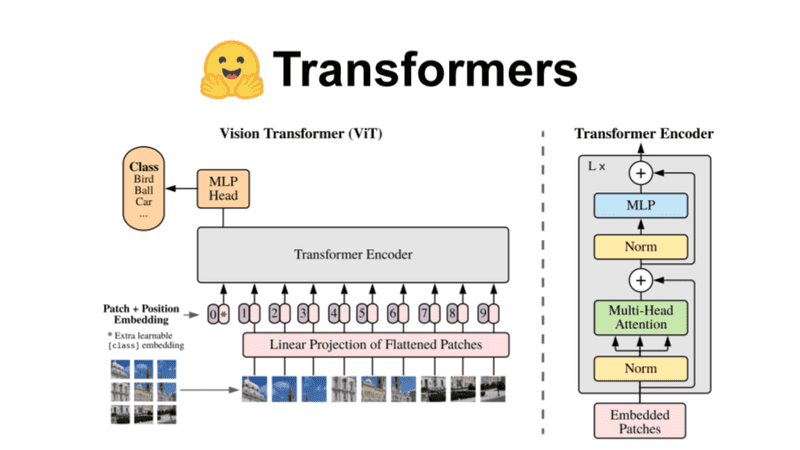 Transformers
Vision Transformer (ViT)
Class
Bird
Ball
Car
...
MLP
Head
Transformer Encoder
Patch + Position
Embedding
* Extra learnable
[class] embedding
0 * 1 2 3 4 5 6 7 8 9
Linear Projection of Flattened Patches
Transformer Encoder
L x
+
MLP
Norm
+
Multi-Head
Attention
Norm
Embedded
Patches